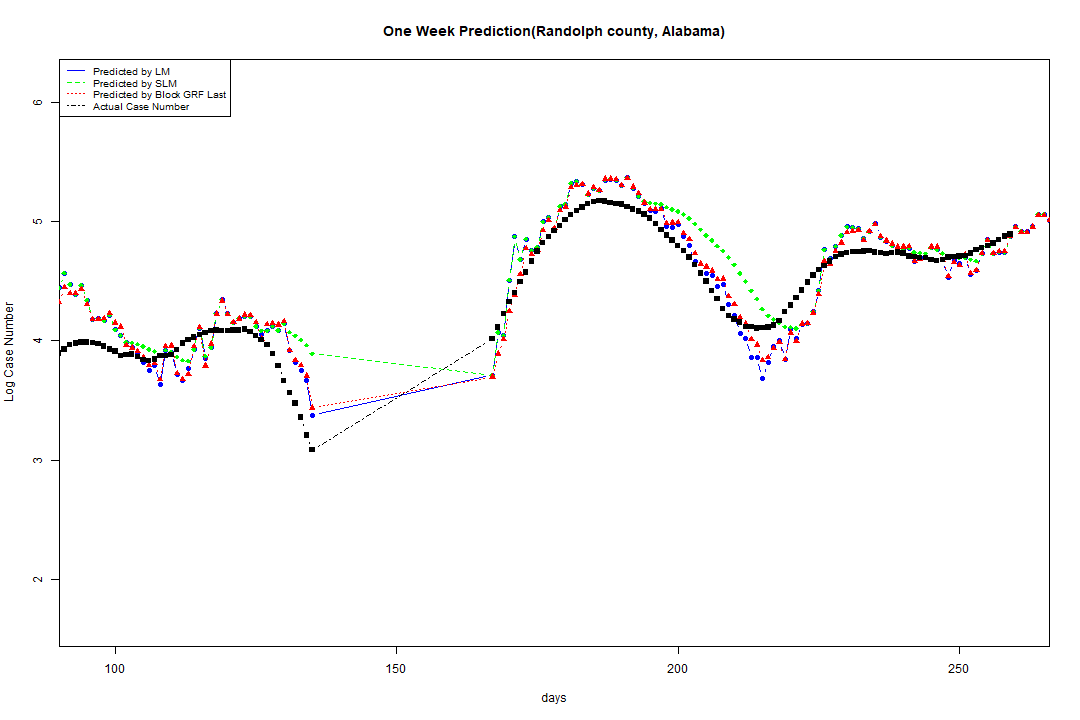 One Week Prediction(Randolph county, Alabama)
Predicted by LM
Predicted by SLM
Predicted by Block GRF Last
Actual Case Number
6
5
4
3
2
Log Case Number
100 150 200 250
days